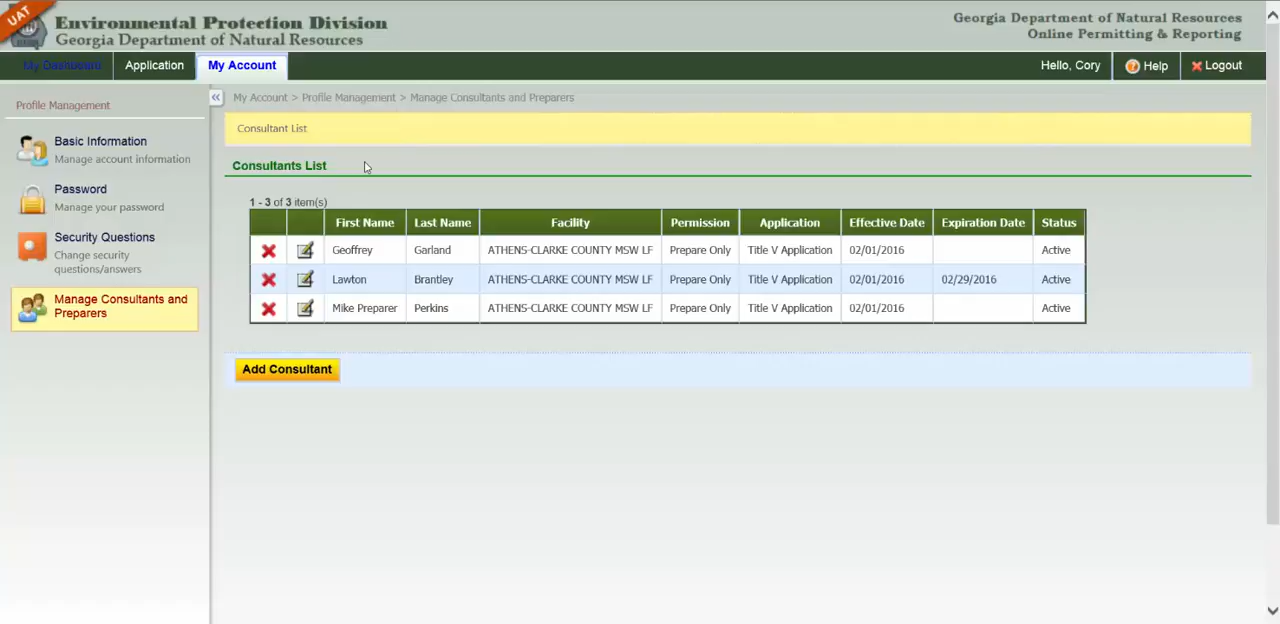 UAT
Environmental Protection Division
Georgia Department of Natural Resources
Georgia Department of Natural Resources
Online Permitting & Reporting
My Dashboard Application My Account Hello, Cory Help Logout
Profile Management
Basic Information
Manage account information
Password
Manage your password
Security Questions
Change security
questions/answers
Manage Consultants and
Preparers
My Account > Profile Management > Manage Consultants and Preparers
Consultant List
Consultants List
1 - 3 of 3 item(s)
First Name Last Name Facility Permission Application Effective Date Expiration Date Status
Geoffrey Garland ATHENS-CLARKE COUNTY MSW LF Prepare Only Title V Application 02/01/2016 Active
Lawton Brantley ATHENS-CLARKE COUNTY MSW LF Prepare Only Title V Application 02/01/2016 02/29/2016 Active
Mike Preparer Perkins ATHENS-CLARKE COUNTY MSW LF Prepare Only Title V Application 02/01/2016 Active
Add Consultant